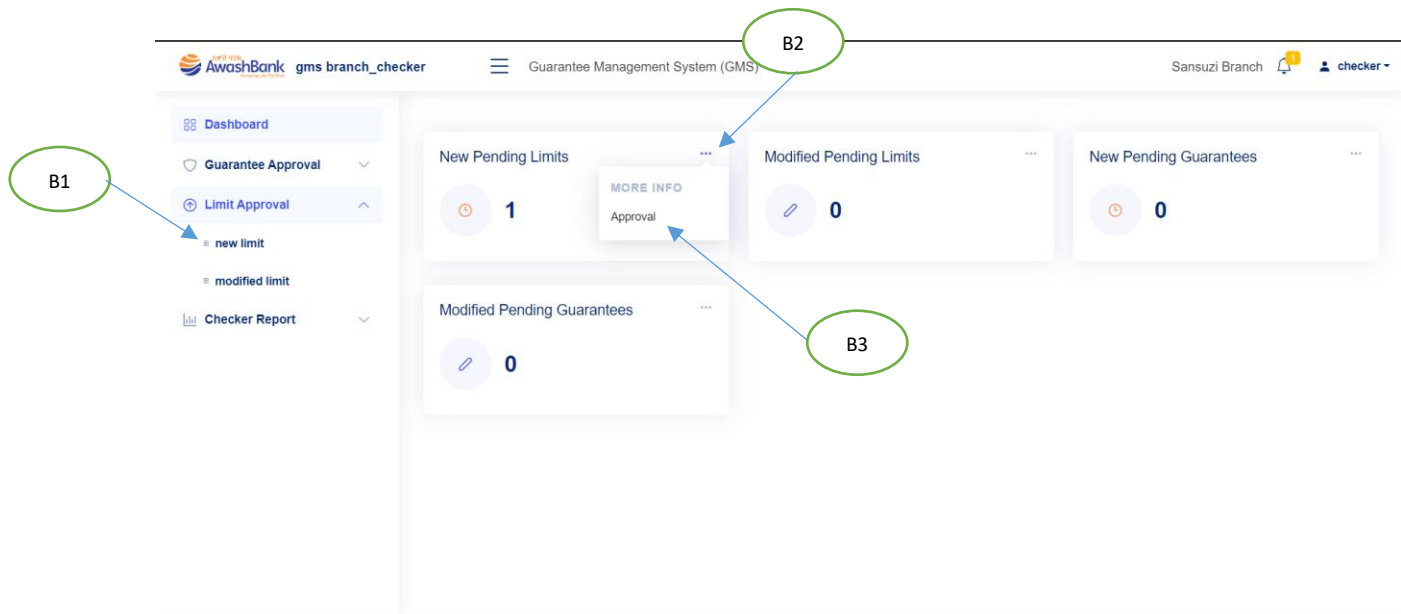 B2
AwashBank gms branch_checker Guarantee Management System (GMS) Sansuzi Branch 1 checker
Dashboard
Guarantee Approval
Limit Approval
new limit
modified limit
Checker Report
B1
New Pending Limits ...
1
MORE INFO
Approval
Modified Pending Limits ...
0
New Pending Guarantees ...
0
Modified Pending Guarantees ...
0
B3